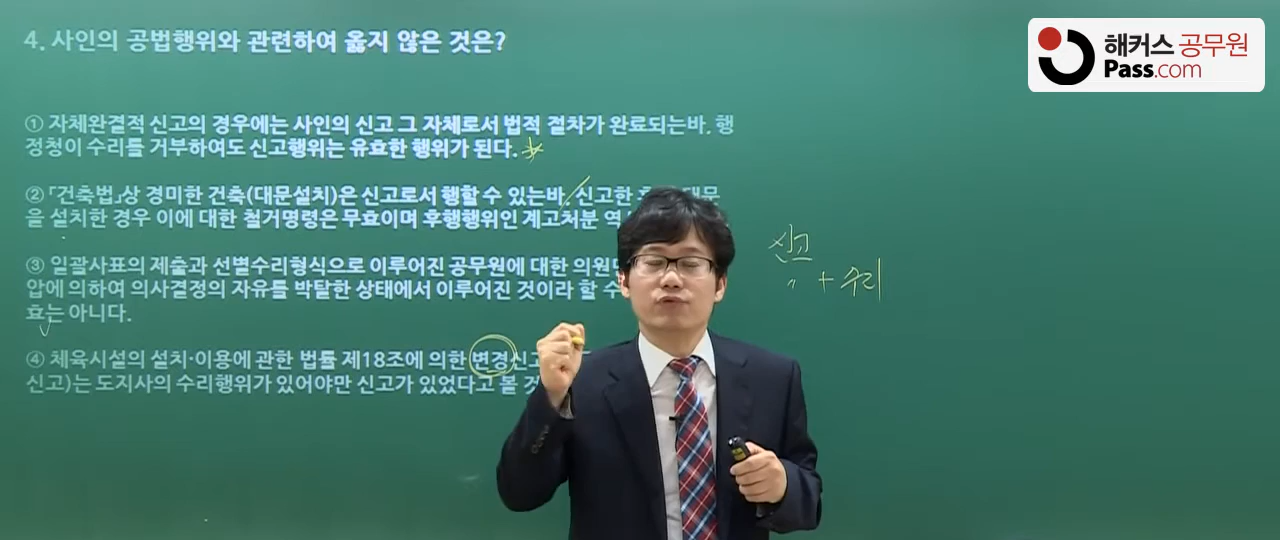 4. 사인의 공법행위와 관련하여 옳지 않은 것은?
해커스 공무원
Pass.com
① 자체완결적 신고의 경우에는 사인의 신고 그 자체로서 법적 절차가 완료되는바, 행
정청이 수리를 거부하여도 신고행위는 유효한 행위가 된다.
② 「건축법」상 경미한 건축(대문설치)은 신고로서 행할 수 있는바, 신고한 대문
을 설치한 경우 이에 대한 철거명령은 무효이며 후행행위인 계고처분 역
③ 일괄사표의 제출과 선별수리형식으로 이루어진 공무원에 대한
압에 의하여 의사결정의 자유를 박탈한 상태에서 이루어진 것이라 할 수
효는 아니다.
④ 체육시설의 설치·이용에 관한 법률 제18조에 의한 변경신고
신고)는 도지사의 수리행위가 있어야만 신고가 있었다고 볼
신고
〃 + 수리